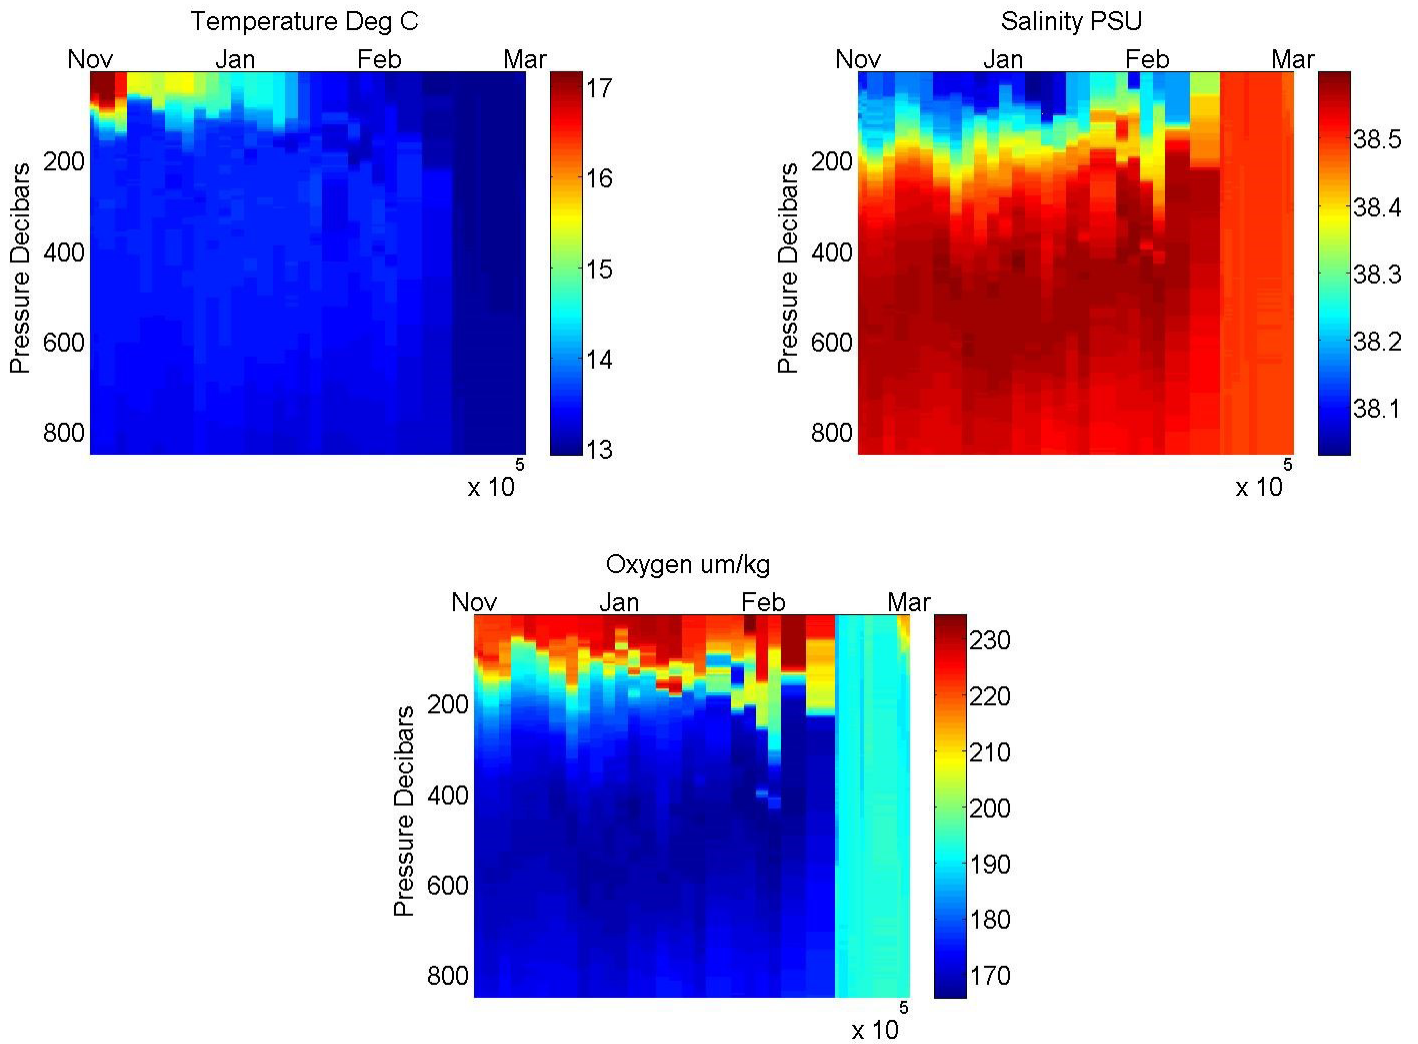 Temperature Deg C
Nov Jan Feb Mar
Pressure Decibars
200
400
600
800
x 10 5
17
16
15
14
13
Salinity PSU
Nov Jan Feb Mar
Pressure Decibars
200
400
600
800
x 10 5
38.5
38.4
38.3
38.2
38.1
Oxygen um/kg
Nov Jan Feb Mar
Pressure Decibars
200
400
600
800
x 10 5
230
220
210
200
190
180
170